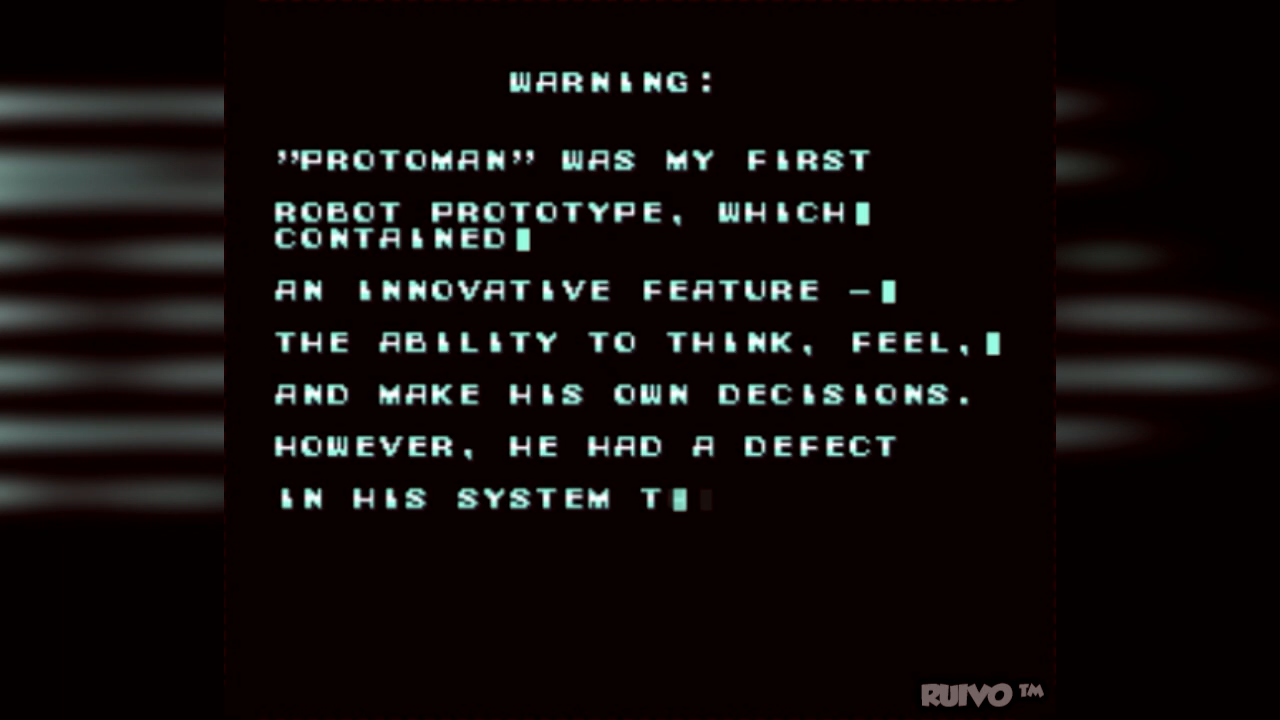 WARNING:
"PROTOMAN" WAS MY FIRST
ROBOT PROTOTYPE, WHICH
CONTAINED
AN INNOVATIVE FEATURE –
THE ABILITY TO THINK, FEEL,
AND MAKE HIS OWN DECISIONS.
HOWEVER, HE HAD A DEFECT
IN HIS SYSTEM T
RUIVO ™